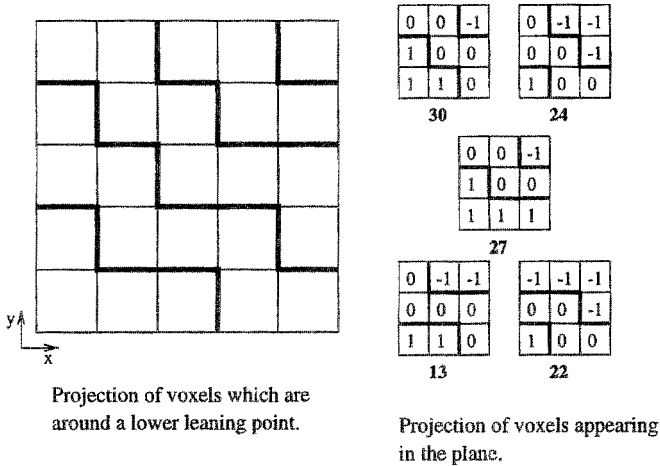 0 0 -1
1 0 0
1 1 0
30
0 -1 -1
0 0 -1
1 0 0
24
0 0 -1
1 0 0
1 1 1
27
0 -1 -1
0 0 0
1 1 0
13
-1 -1 -1
0 0 -1
1 0 0
22
y
x
Projection of voxels which are
around a lower leaning point.
Projection of voxels appearing
in the plane.